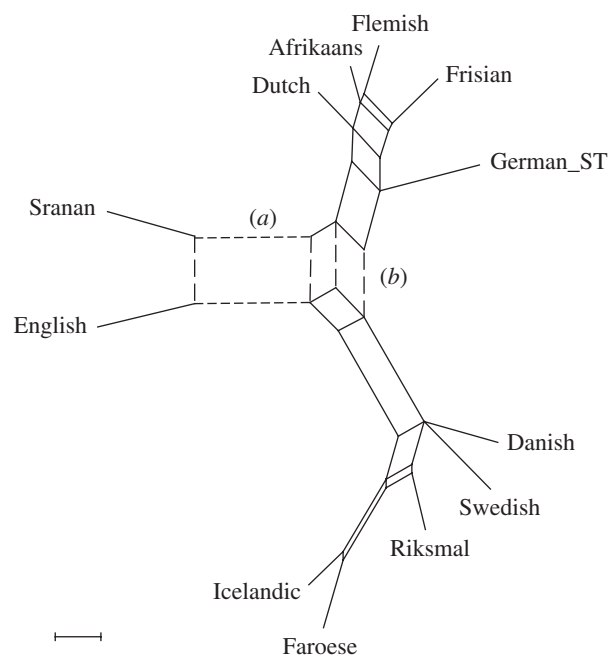 Flemish
Afrikaans
Frisian
Dutch
German_ST
Sranan
(a)
(b)
English
Danish
Swedish
Riksmal
Icelandic
Faroese